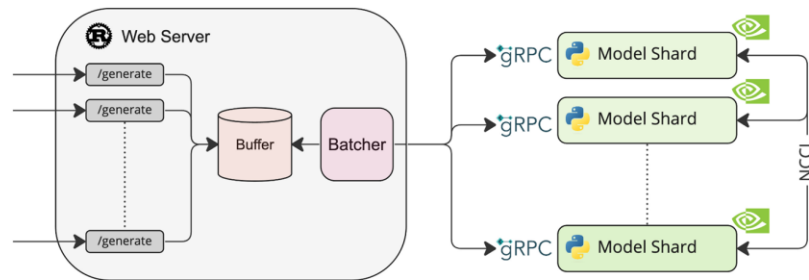 Web Server
/generate
/generate
/generate
Buffer
Batcher
gRPC
Model Shard
gRPC
Model Shard
gRPC
Model Shard
NCCL